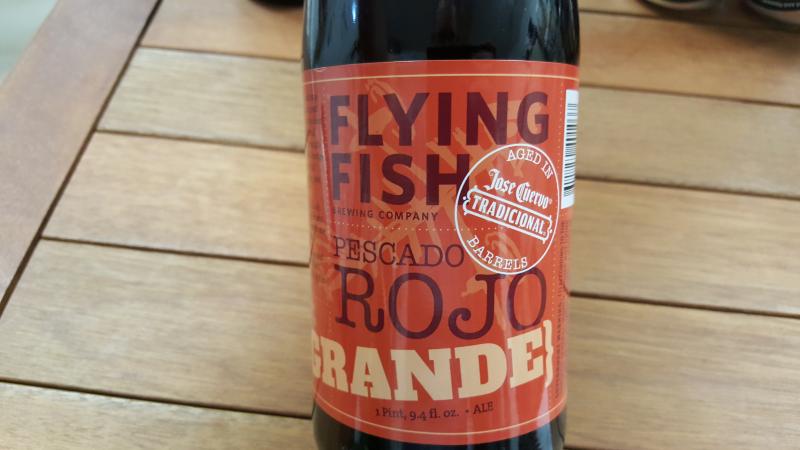 FLYING
FISH
BREWING COMPANY
AGED IN
Jose Cuervo®
TRADICIONAL®
BARRELS
PESCADO
ROJO
GRANDE}
1 Pint, 9.4 fl. oz. • ALE